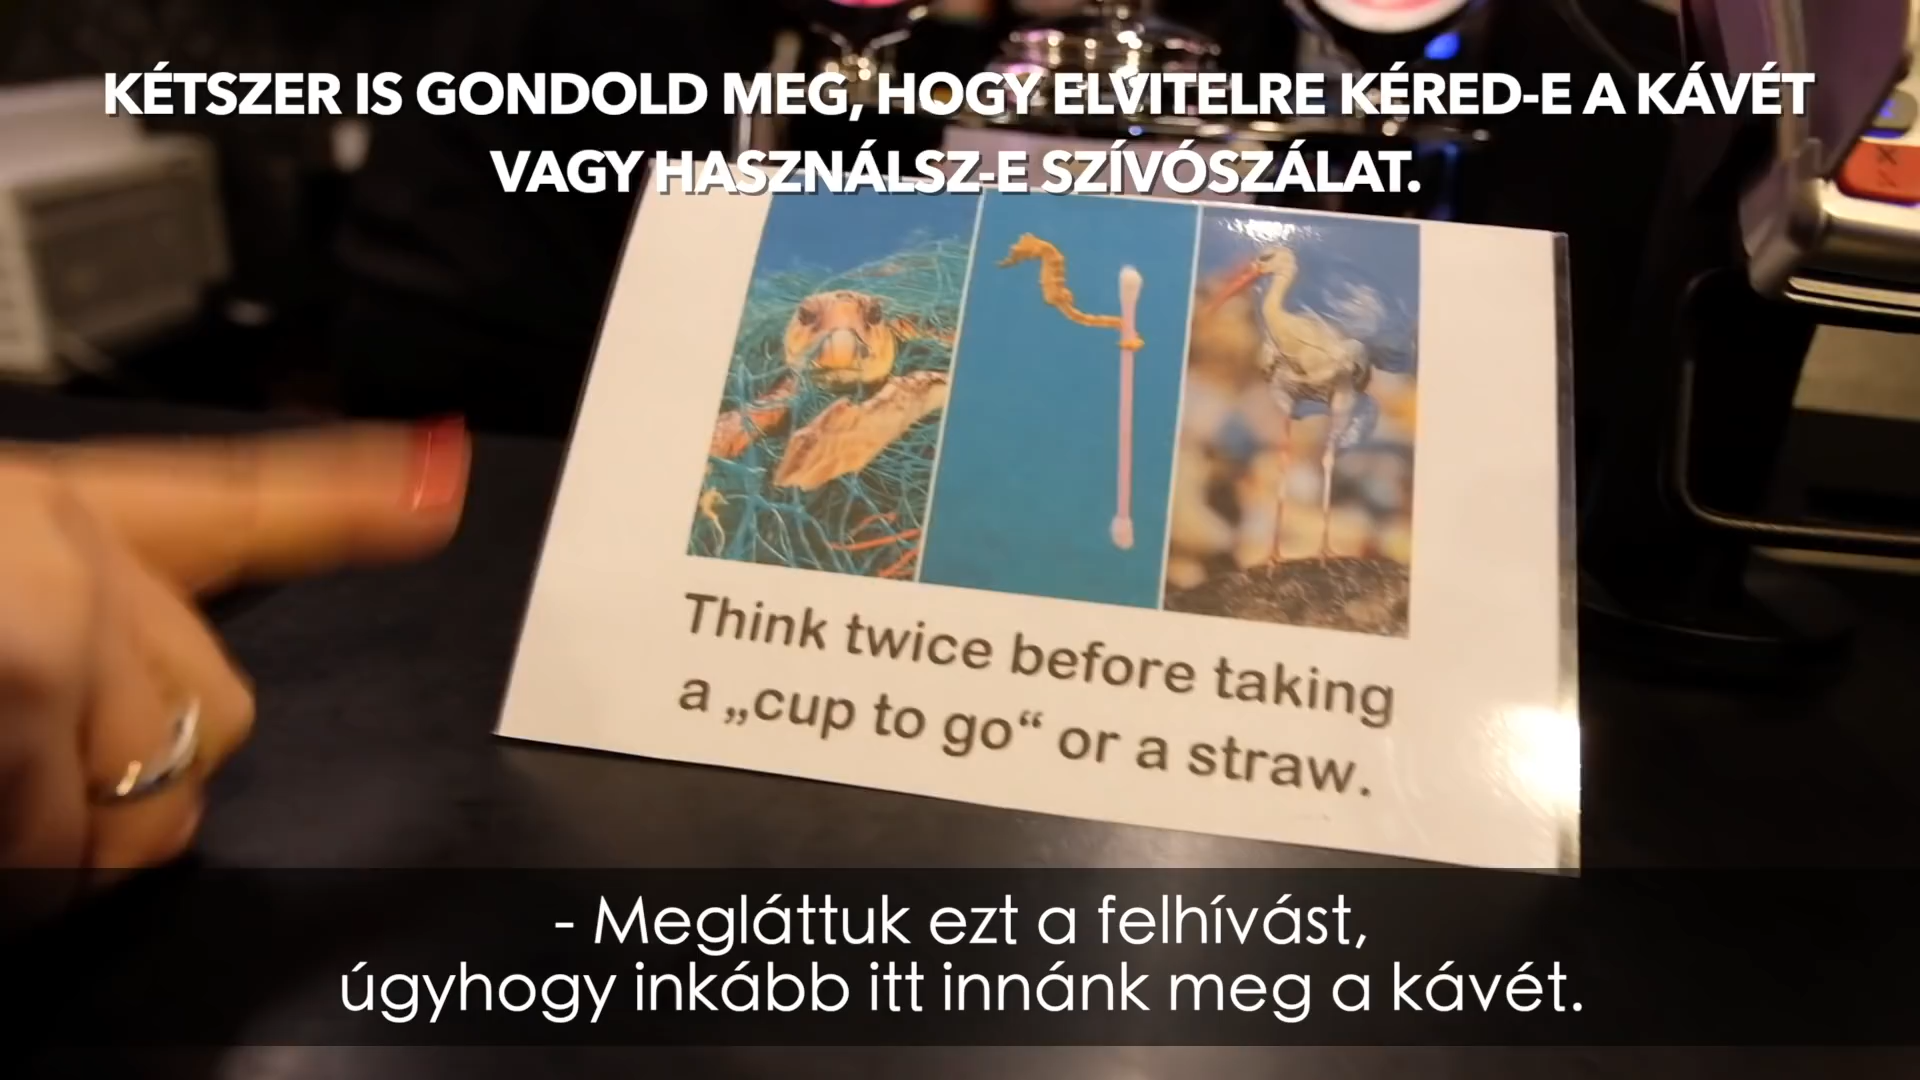 KÉTSZER IS GONDOLD MEG, HOGY ELVITELRE KÉRED-E A KÁVÉT
VAGY HASZNÁLSZ-E SZÍVÓSZÁLAT.
Think twice before taking
a „cup to go“ or a straw.
- Megláttuk ezt a felhívást,
úgyhogy inkább itt innánk meg a kávét.